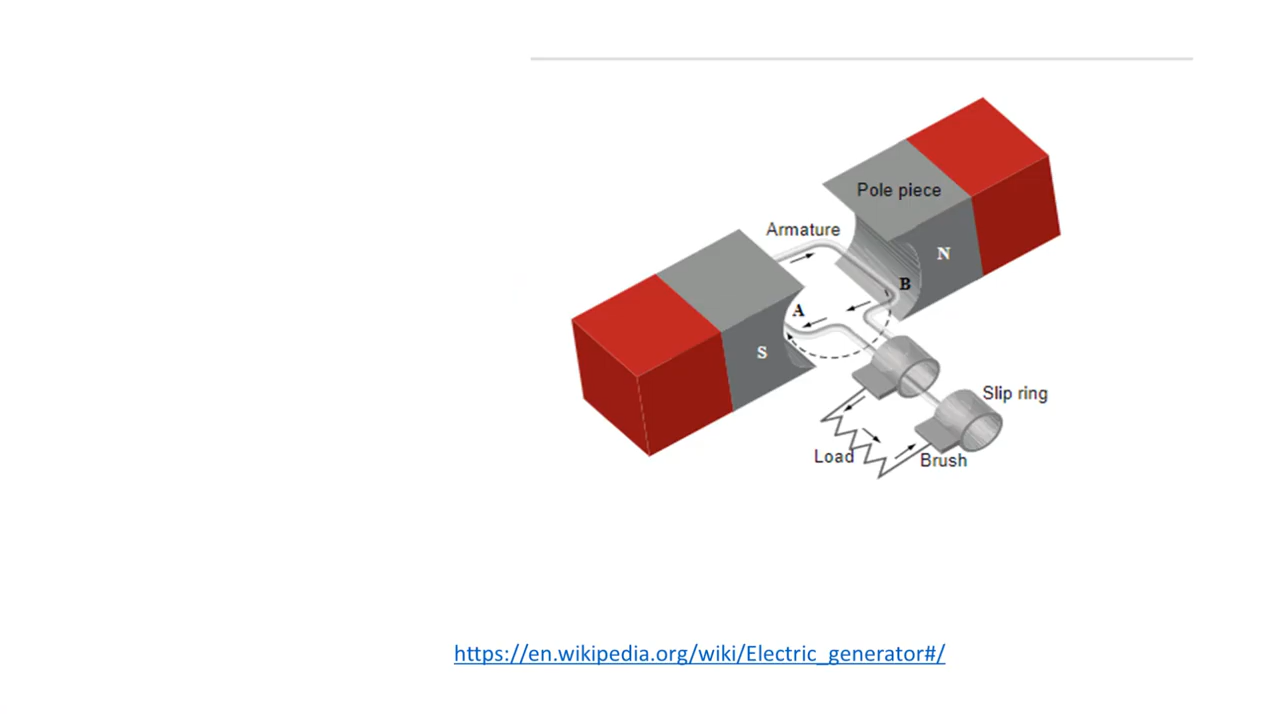 Pole piece
Armature
N
B
A
S
Slip ring
Load
Brush
https://en.wikipedia.org/wiki/Electric_generator#/